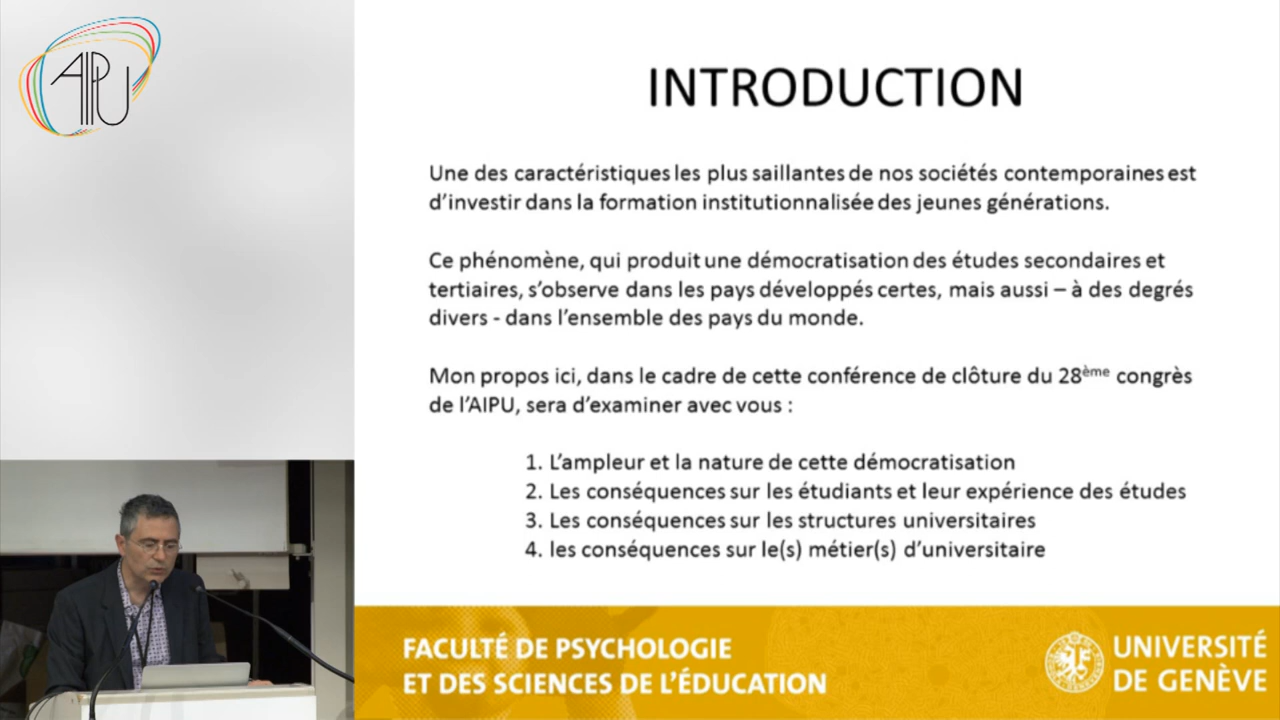 AIPU
INTRODUCTION
Une des caractéristiques les plus saillantes de nos sociétés contemporaines est
d’investir dans la formation institutionnalisée des jeunes générations.
Ce phénomène, qui produit une démocratisation des études secondaires et
tertiaires, s’observe dans les pays développés certes, mais aussi – à des degrés
divers - dans l’ensemble des pays du monde.
Mon propos ici, dans le cadre de cette conférence de clôture du 28ème congrès
de l’AIPU, sera d’examiner avec vous :
1. L’ampleur et la nature de cette démocratisation
2. Les conséquences sur les étudiants et leur expérience des études
3. Les conséquences sur les structures universitaires
4. les conséquences sur le(s) métier(s) d’universitaire
FACULTÉ DE PSYCHOLOGIE
ET DES SCIENCES DE L’ÉDUCATION
UNIVERSITÉ
DE GENÈVE